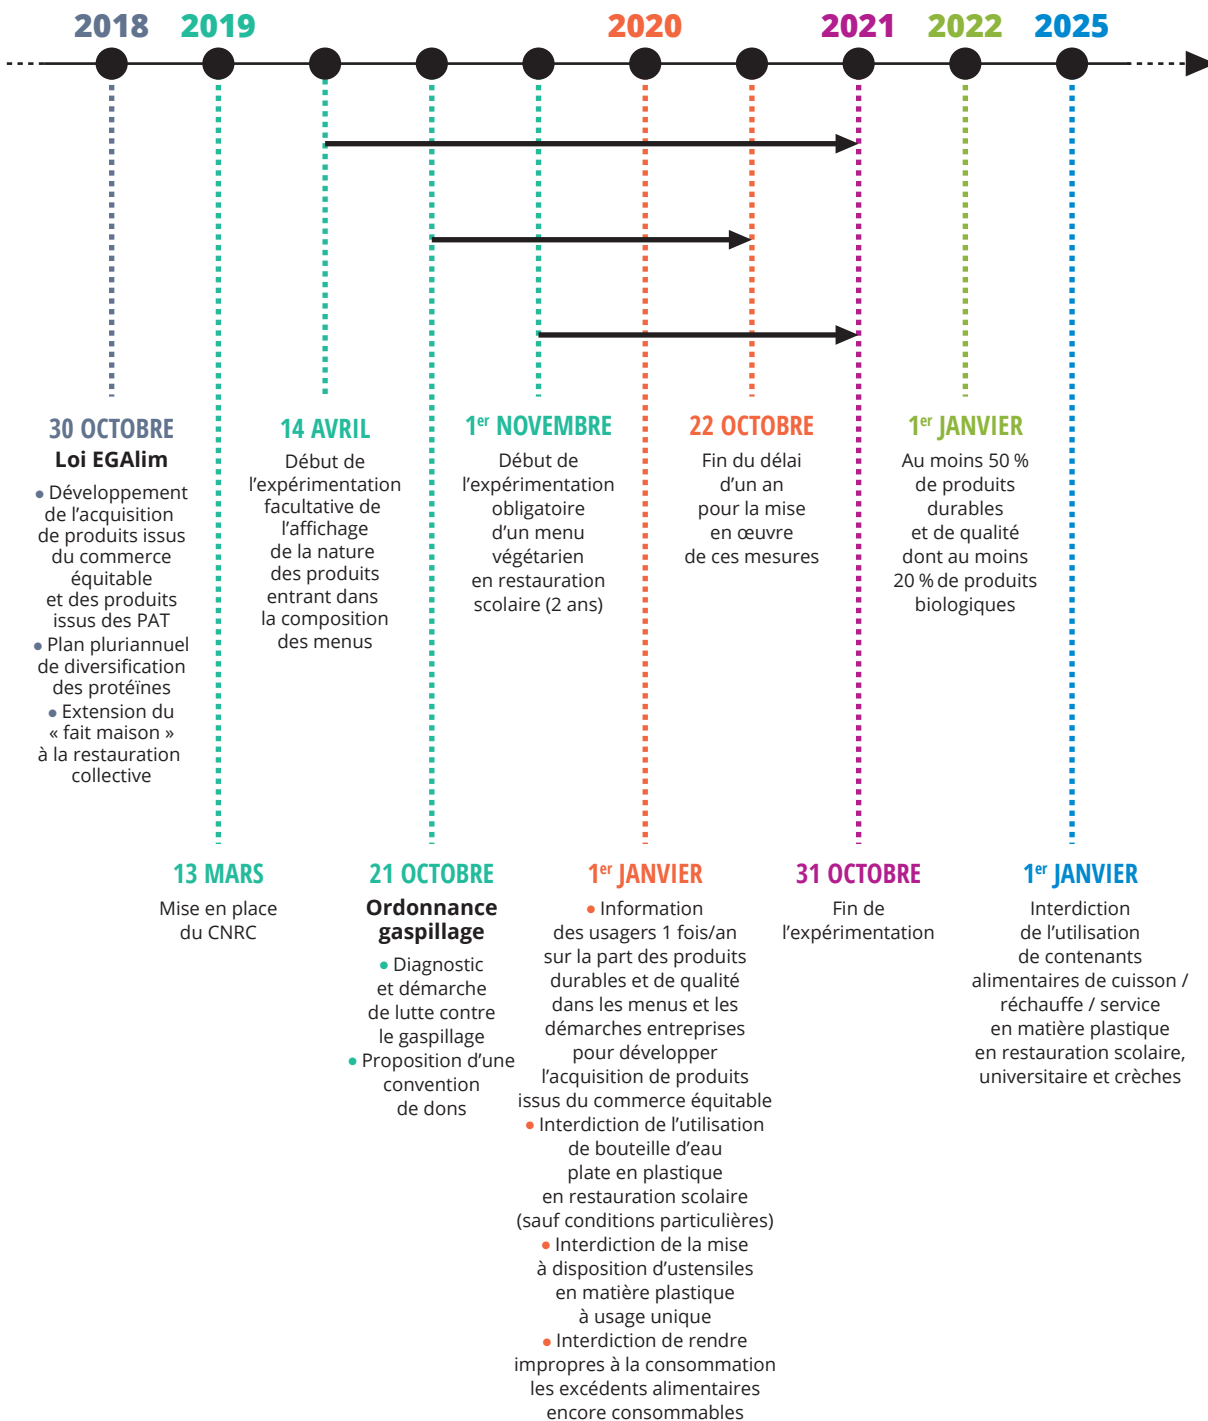 2018
2019
2020
2021
2022
2025
30 OCTOBRE
Loi EGAlim
• Développement
de l'acquisition
de produits issus
du commerce
équitable
et des produits
issus des PAT
• Plan pluriannuel
de diversification
des protéïnes
• Extension du
« fait maison »
à la restauration
collective
14 AVRIL
Début de
l'expérimentation
facultative de
l'affichage
de la nature
des produits
entrant dans
la composition
des menus
1er NOVEMBRE
Début de
l'expérimentation
obligatoire
d'un menu
végétarien
en restauration
scolaire (2 ans)
22 OCTOBRE
Fin du délai
d'un an
pour la mise
en œuvre
de ces mesures
1er JANVIER
Au moins 50 %
de produits
durables
et de qualité
dont au moins
20 % de produits
biologiques
13 MARS
Mise en place
du CNRC
21 OCTOBRE
Ordonnance
gaspillage
• Diagnostic
et démarche
de lutte contre
le gaspillage
• Proposition d'une
convention
de dons
1er JANVIER
• Information
des usagers 1 fois/an
sur la part des produits
durables et de qualité
dans les menus et les
démarches entreprises
pour développer
l'acquisition de produits
issus du commerce équitable
• Interdiction de l'utilisation
de bouteille d'eau
plate en plastique
en restauration scolaire
(sauf conditions particulières)
• Interdiction de la mise
à disposition d'ustensiles
en matière plastique
à usage unique
• Interdiction de rendre
impropres à la consommation
les excédents alimentaires
encore consommables
31 OCTOBRE
Fin de
l'expérimentation
1er JANVIER
Interdiction
de l'utilisation
de contenants
alimentaires de cuisson /
réchauffe / service
en matière plastique
en restauration scolaire,
universitaire et crèches